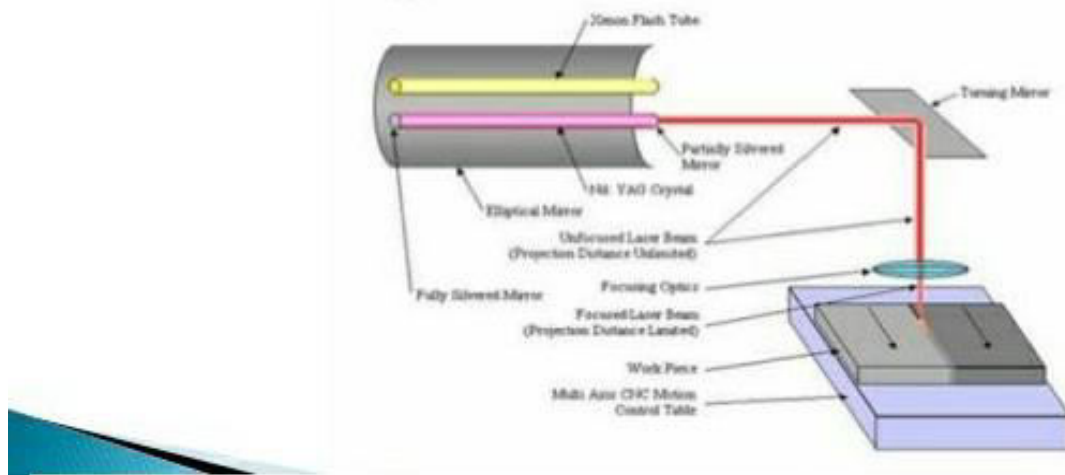 Xenon Flash Tube
Turning Mirror
Partially Silvered
Mirror
Nd: YAG Crystal
Elliptical Mirror
Unfocused Laser Beam
(Projection Distance Unlimited)
Fully Silvered Mirror
Focusing Optics
Focused Laser Beam
(Projection Distance Limited)
Work Piece
Multi Axis CNC Motion
Control Table